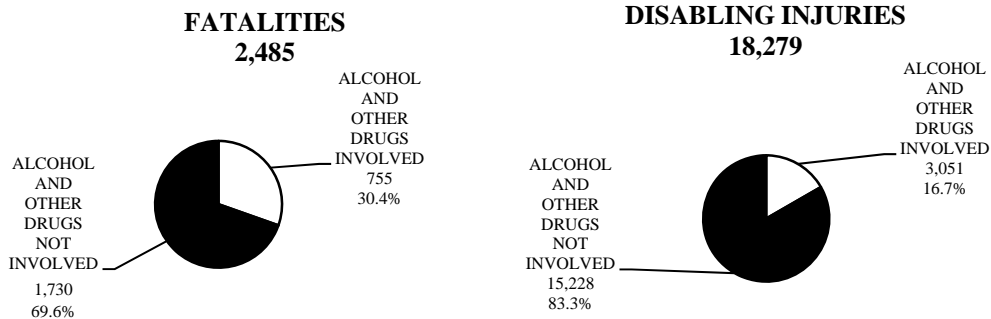 FATALITIES
2,485
ALCOHOL
AND
OTHER
DRUGS
INVOLVED
755
30.4%
ALCOHOL
AND
OTHER
DRUGS
NOT
INVOLVED
1,730
69.6%
DISABLING INJURIES
18,279
ALCOHOL
AND
OTHER
DRUGS
INVOLVED
3,051
16.7%
ALCOHOL
AND
OTHER
DRUGS
NOT
INVOLVED
15,228
83.3%